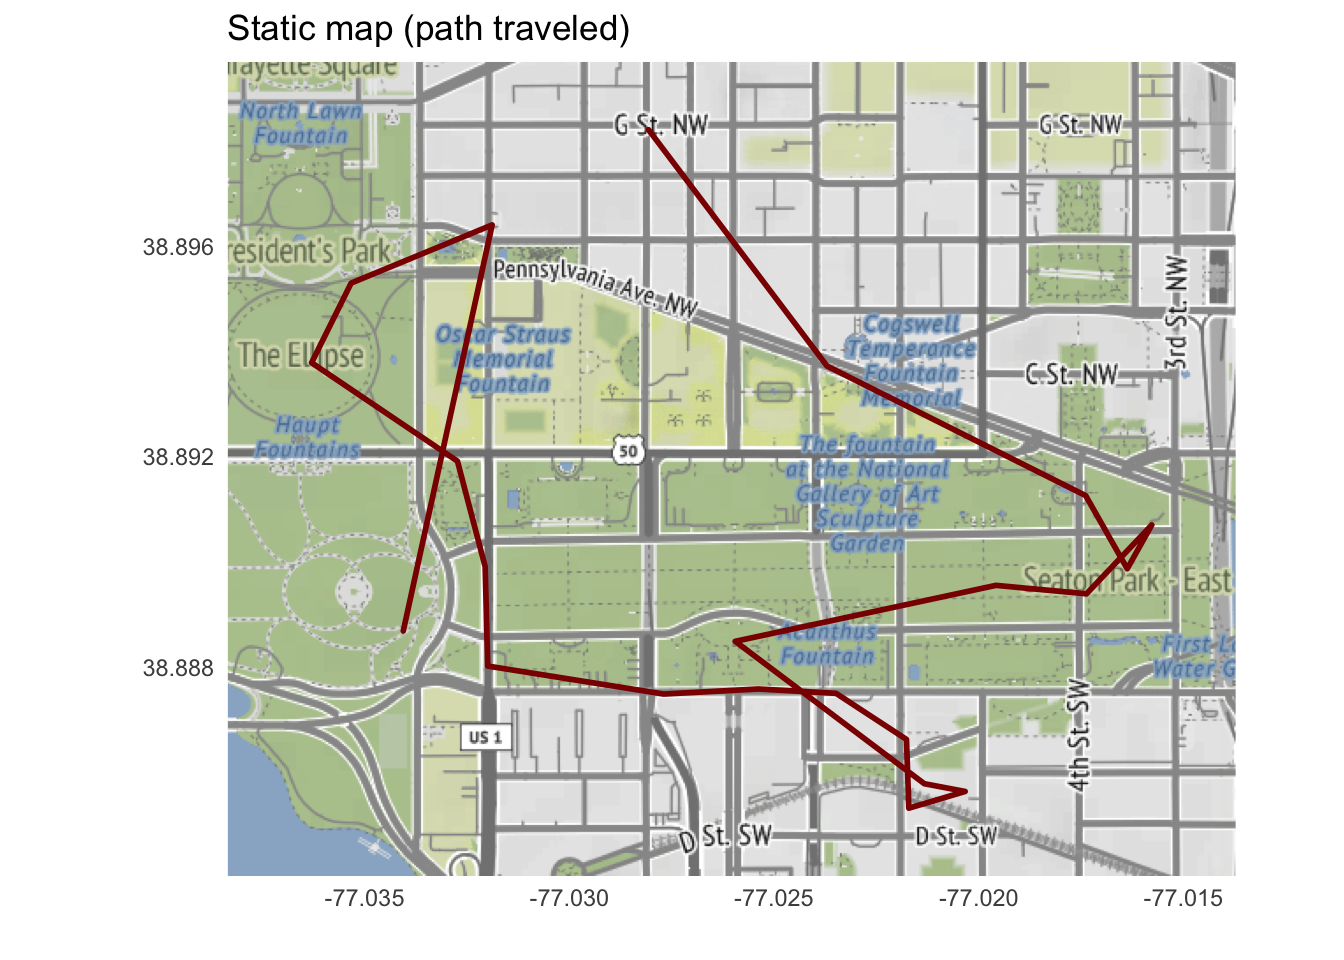 Static map (path traveled)
North Lawn
Fountain
G St. NW
G St. NW
38.896
resident's Park
Pennsylvania Ave. NW
3rd St. NW
Oscar Straus
Memorial
Fountain
Cogswell
Temperance
Fountain
Memorial
The Ellipse
C St. NW
Haupt
Fountains
38.892
50
The fountain
at the National
Gallery of Art
Sculpture
Garden
Seaton Park - East
Acanthus
Fountain
First L
Water G
38.888
US 1
4th St. SW
D St. SW
D St. SW
-77.035
-77.030
-77.025
-77.020
-77.015